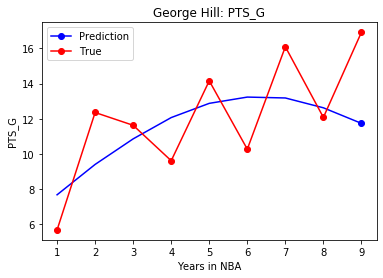 George Hill: PTS_G
Prediction
True
PTS_G
16
14
12
10
8
6
1 2 3 4 5 6 7 8 9
Years in NBA